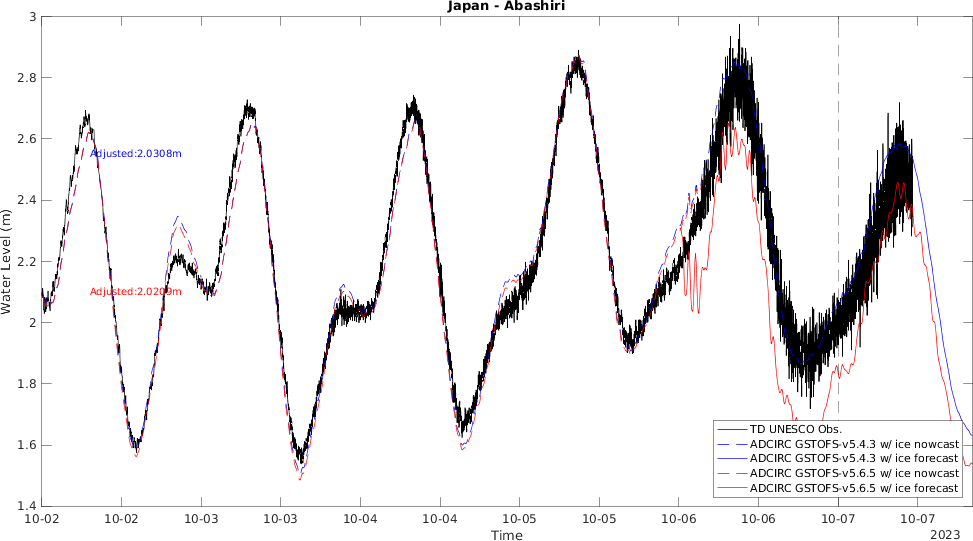 Japan - Abashiri
3
2.8
2.6
2.4
2.2
2
1.8
1.6
1.4
Water Level (m)
Adjusted:2.0308m
Adjusted:2.0209m
TD UNESCO Obs.
ADCIRC GSTOFS-v5.4.3 w/ ice nowcast
ADCIRC GSTOFS-v5.4.3 w/ ice forecast
ADCIRC GSTOFS-v5.6.5 w/ ice nowcast
ADCIRC GSTOFS-v5.6.5 w/ ice forecast
10-02 10-02 10-03 10-03 10-04 10-04 10-05 10-05 10-06 10-06 10-07 10-07
Time
2023